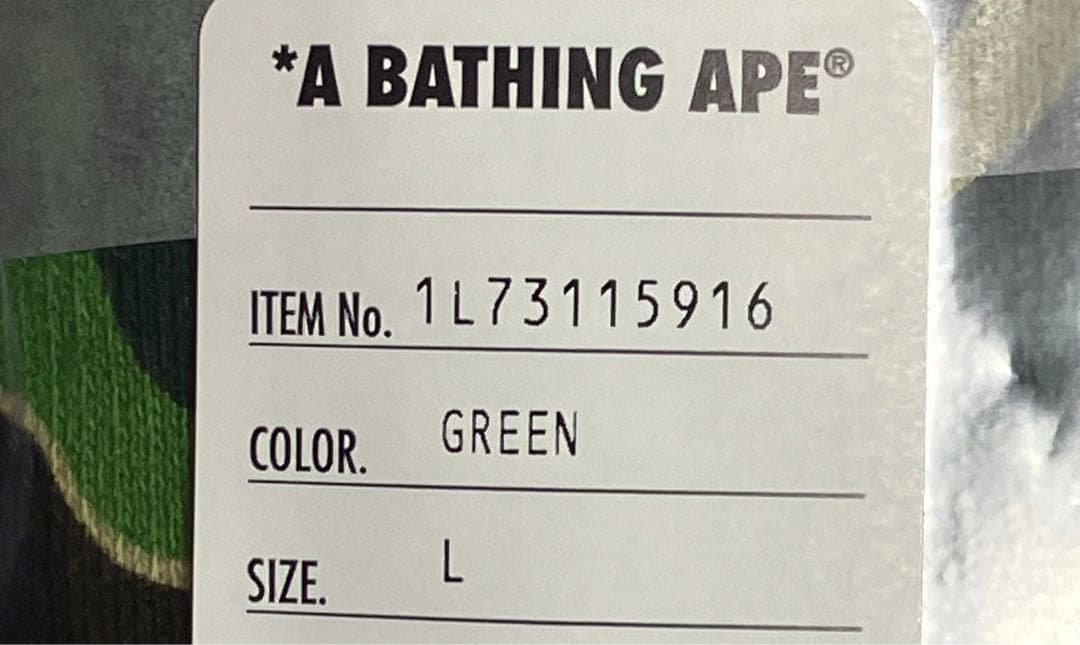 *A BATHING APE®
ITEM No. 1L73115916
COLOR. GREEN
SIZE. L